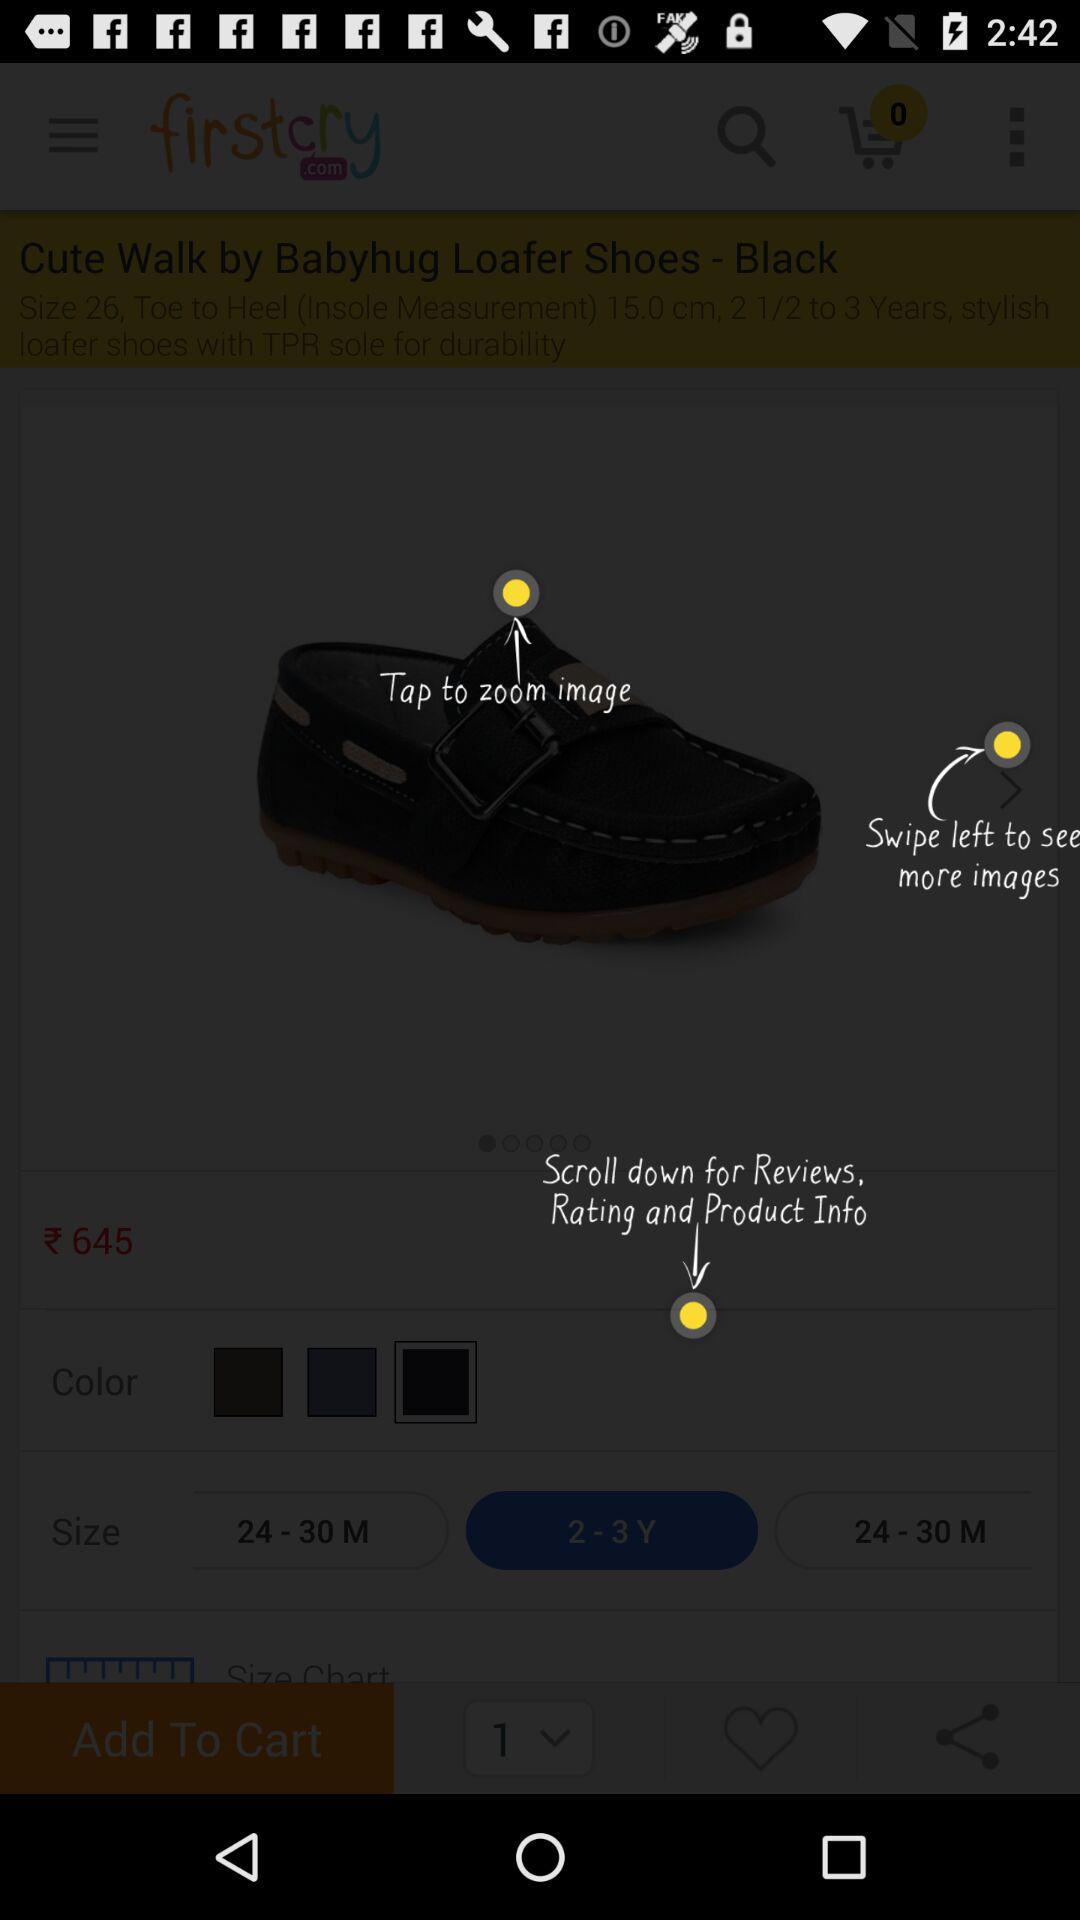 FAKE
2:42
firstcry
.com
0
Cute Walk by Babyhug Loafer Shoes - Black
Size 26, Toe to Heel (Insole Measurement) 15.0 cm, 2 1/2 to 3 Years, stylish
loafer shoes with TPR sole for durability
Tap to zoom image
Swipe left to see
more images
Scroll down for Reviews,
Rating and Product Info
₹ 645
Color
Size
24 - 30 M
2 - 3 Y
24 - 30 M
Size Chart
Add To Cart
1